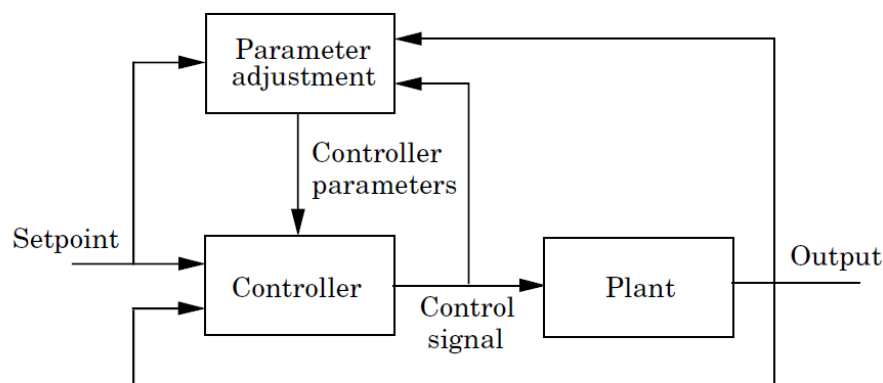 Parameter
adjustment
Controller
parameters
Setpoint
Controller
Control
signal
Plant
Output